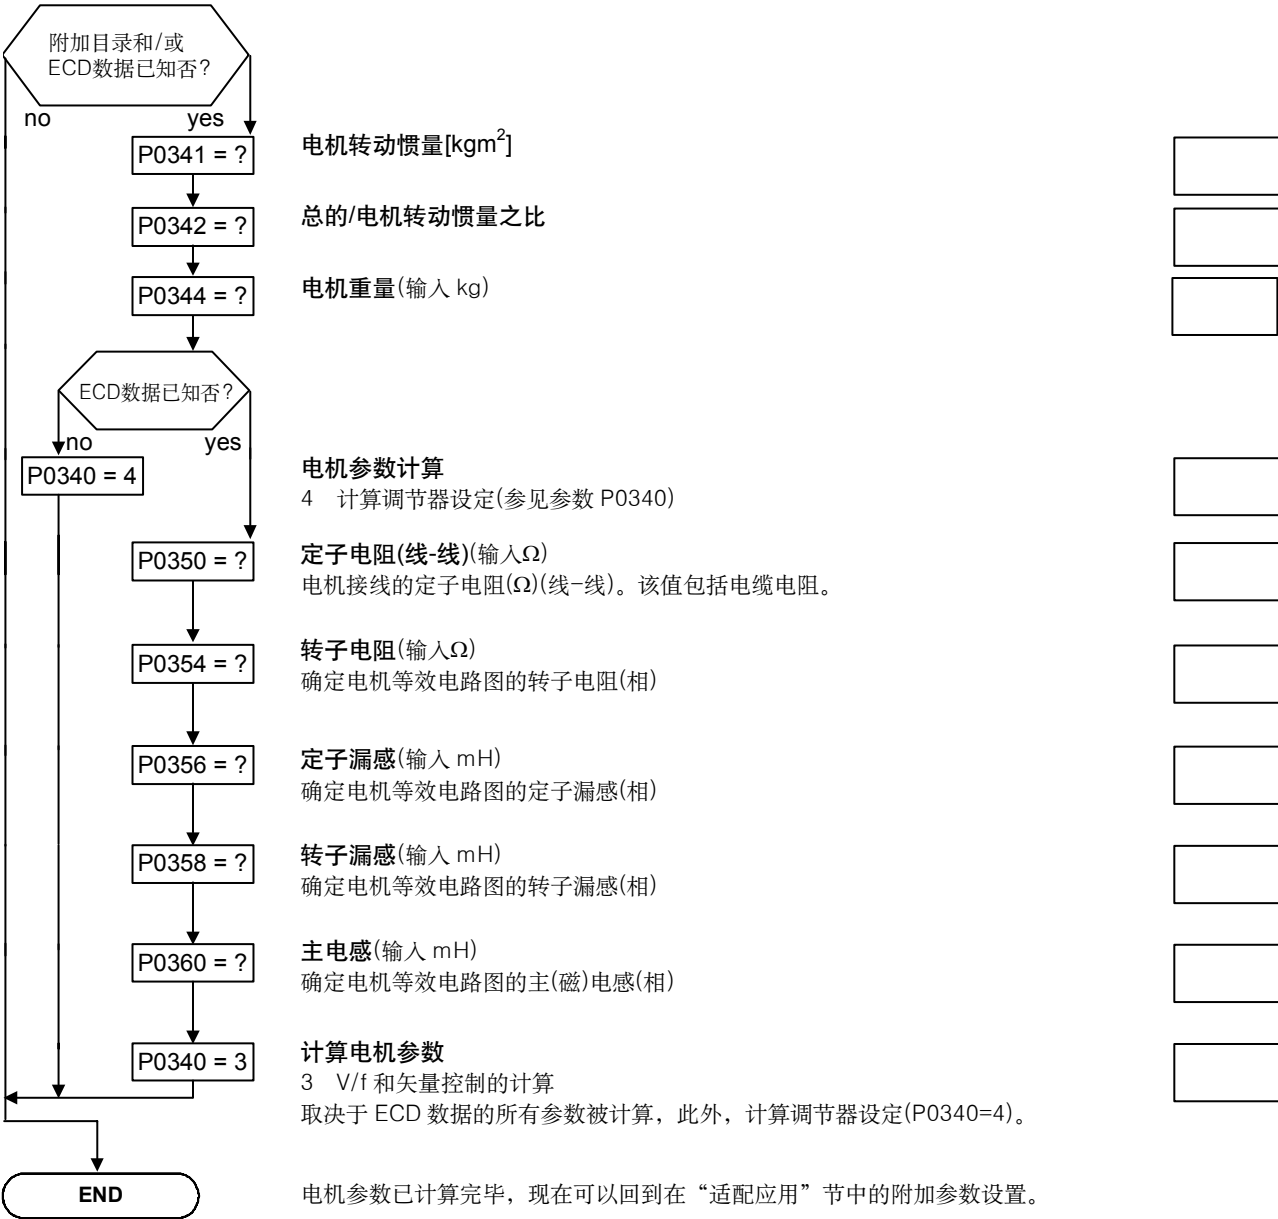 附加目录和/或
ECD数据已知否?
no
yes
P0341 = ?
电机转动惯量[kgm²]
P0342 = ?
总的/电机转动惯量之比
P0344 = ?
电机重量(输入 kg)
ECD数据已知否?
no
yes
P0340 = 4
电机参数计算
4 计算调节器设定(参见参数 P0340)
P0350 = ?
定子电阻(线-线)(输入Ω)
电机接线的定子电阻(Ω)(线-线)。该值包括电缆电阻。
P0354 = ?
转子电阻(输入Ω)
确定电机等效电路图的转子电阻(相)
P0356 = ?
定子漏感(输入 mH)
确定电机等效电路图的定子漏感(相)
P0358 = ?
转子漏感(输入 mH)
确定电机等效电路图的转子漏感(相)
P0360 = ?
主电感(输入 mH)
确定电机等效电路图的主(磁)电感(相)
P0340 = 3
计算电机参数
3 V/f 和矢量控制的计算
取决于 ECD 数据的所有参数被计算，此外，计算调节器设定(P0340=4)。
END
电机参数已计算完毕，现在可以回到在“适配应用”节中的附加参数设置。